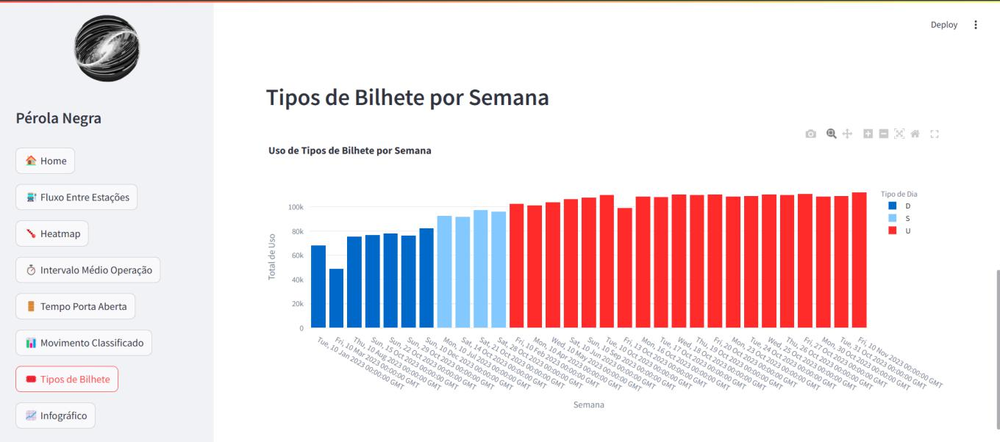 Deploy
Pérola Negra
Home
Fluxo Entre Estações
Heatmap
Intervalo Médio Operação
Tempo Porta Aberta
Movimento Classificado
Tipos de Bilhete
Infográfico
Tipos de Bilhete por Semana
Uso de Tipos de Bilhete por Semana
Total de Uso
100k
80k
60k
40k
20k
0
Tue, 10 Jan 2023 00:00:00 GMT
Fri, 10 Mar 2023 00:00:00 GMT
Thu, 10 Aug 2023 00:00:00 GMT
Sun, 15 Oct 2023 00:00:00 GMT
Sun, 22 Oct 2023 00:00:00 GMT
Sun, 29 Oct 2023 00:00:00 GMT
Sun, 10 Dec 2023 00:00:00 GMT
Mon, 10 Jul 2023 00:00:00 GMT
Sat, 14 Oct 2023 00:00:00 GMT
Sat, 21 Oct 2023 00:00:00 GMT
Sat, 28 Oct 2023 00:00:00 GMT
Fri, 10 Feb 2023 00:00:00 GMT
Mon, 10 Apr 2023 00:00:00 GMT
Wed, 10 May 2023 00:00:00 GMT
Sat, 10 Jun 2023 00:00:00 GMT
Sun, 10 Sep 2023 00:00:00 GMT
Tue, 10 Oct 2023 00:00:00 GMT
Fri, 13 Oct 2023 00:00:00 GMT
Mon, 16 Oct 2023 00:00:00 GMT
Tue, 17 Oct 2023 00:00:00 GMT
Wed, 18 Oct 2023 00:00:00 GMT
Thu, 19 Oct 2023 00:00:00 GMT
Fri, 20 Oct 2023 00:00:00 GMT
Mon, 23 Oct 2023 00:00:00 GMT
Tue, 24 Oct 2023 00:00:00 GMT
Wed, 25 Oct 2023 00:00:00 GMT
Thu, 26 Oct 2023 00:00:00 GMT
Fri, 27 Oct 2023 00:00:00 GMT
Mon, 30 Oct 2023 00:00:00 GMT
Tue, 31 Oct 2023 00:00:00 GMT
Fri, 10 Nov 2023 00:00:00 GMT
Semana
Tipo de Dia
D
S
U